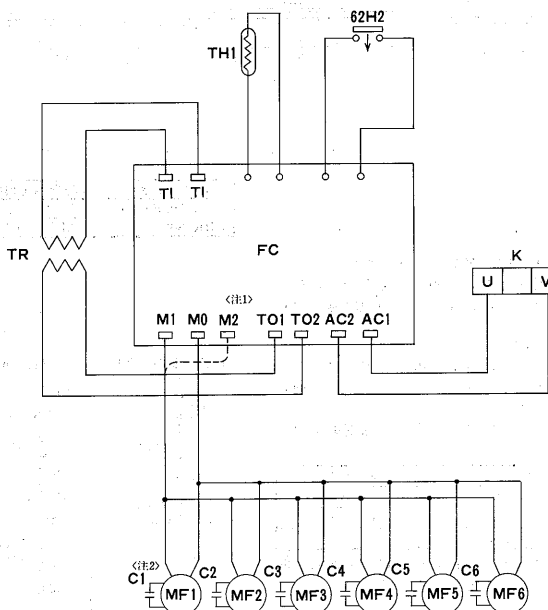 62H2
TH1
TI TI
TR
FC
K
U V
<注1>
M1 M0 M2 TO1 TO2 AC2 AC1
<注2>
C1 C2 C3 C4 C5 C6
MF1 MF2 MF3 MF4 MF5 MF6